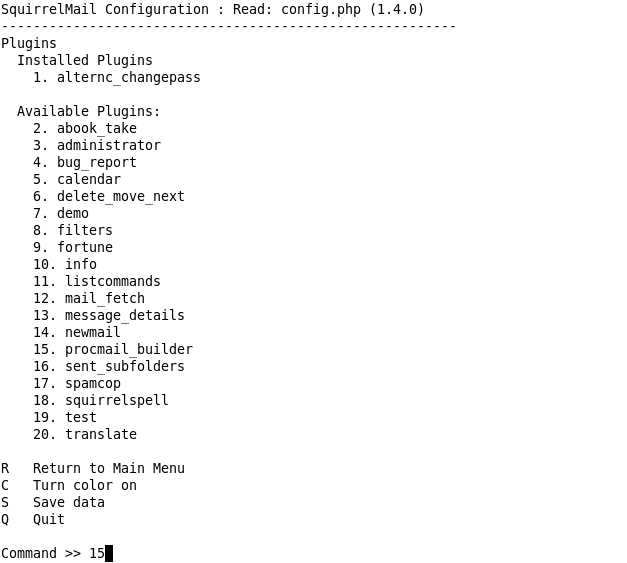 SquirrelMail Configuration : Read: config.php (1.4.0)
---------------------------------------------------------
Plugins
  Installed Plugins
    1. alternc_changepass

  Available Plugins:
    2. abook_take
    3. administrator
    4. bug_report
    5. calendar
    6. delete_move_next
    7. demo
    8. filters
    9. fortune
    10. info
    11. listcommands
    12. mail_fetch
    13. message_details
    14. newmail
    15. procmail_builder
    16. sent_subfolders
    17. spamcop
    18. squirrelspell
    19. test
    20. translate

R   Return to Main Menu
C   Turn color on
S   Save data
Q   Quit

Command >> 15